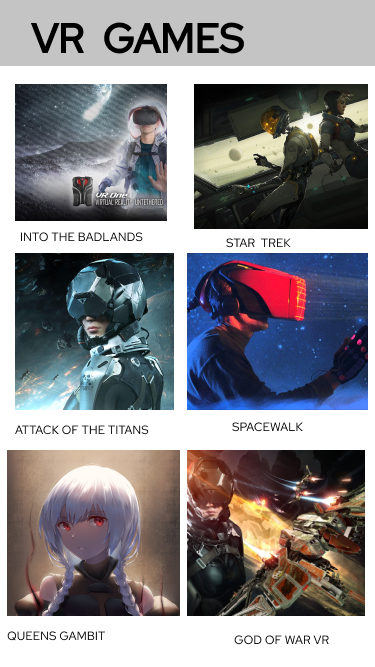 VR GAMES
VR One
VIRTUAL REALITY UNTETHERED
INTO THE BADLANDS
STAR TREK
ATTACK OF THE TITANS
SPACEWALK
QUEENS GAMBIT
GOD OF WAR VR